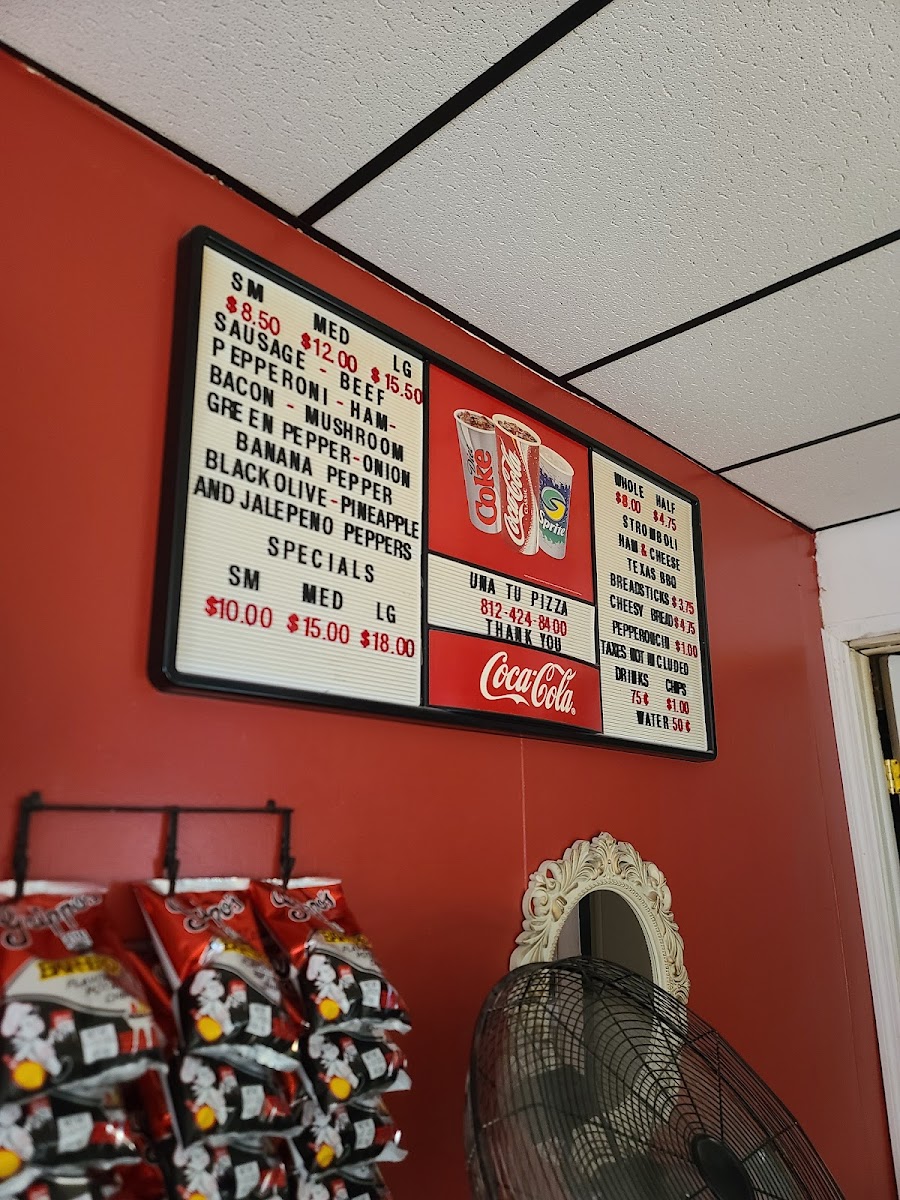 SM MED LG
$8.50 $12.00 $15.50
SAUSAGE - BEEF
PEPPERONI - HAM-
BACON - MUSHROOM
GREEN PEPPER-ONION
BANANA PEPPER
BLACK OLIVE-PINEAPPLE
AND JALEPENO PEPPERS
SPECIALS
SM MED LG
$10.00 $15.00 $18.00
Diet Coke
Coca-Cola
CLASSIC
Sprite
UNA TU PIZZA
812-424-8400
THANK YOU
Coca-Cola
WHOLE HALF
$8.00 $4.75
STROMBOLI
HAM & CHEESE
TEXAS BBQ
BREADSTICKS $3.75
CHEESY BREAD $4.75
PEPPERONCINI $1.00
TAXES NOT INCLUDED
DRINKS CHIPS
75¢ $1.00
WATER 50¢
Grippo's
BAR-B-Q